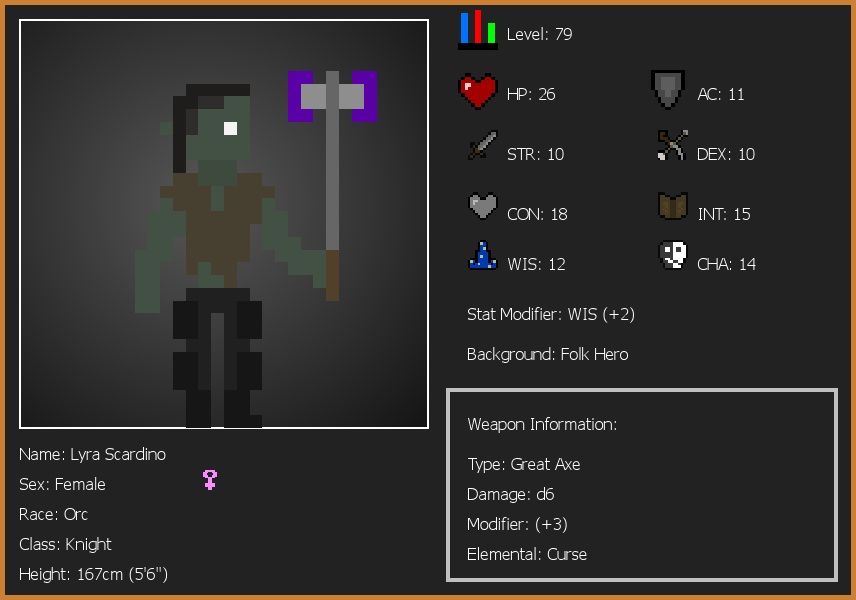 Level: 79
HP: 26
AC: 11
STR: 10
DEX: 10
CON: 18
INT: 15
WIS: 12
CHA: 14
Stat Modifier: WIS (+2)
Background: Folk Hero
Weapon Information:
Type: Great Axe
Damage: d6
Modifier: (+3)
Elemental: Curse
Name: Lyra Scardino
Sex: Female
Race: Orc
Class: Knight
Height: 167cm (5'6")